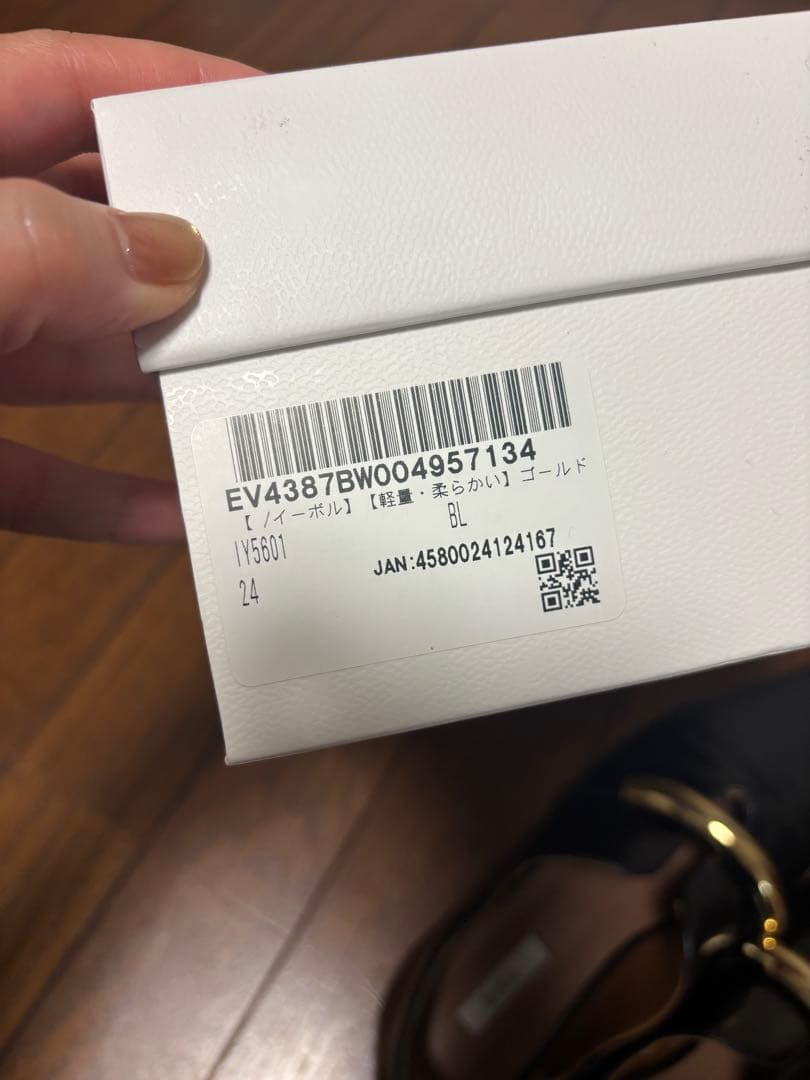 EV4387BW004957134
【 /イーボル】【軽量・柔らかい】ゴールド
IY5601 BL
24 JAN:4580024124167